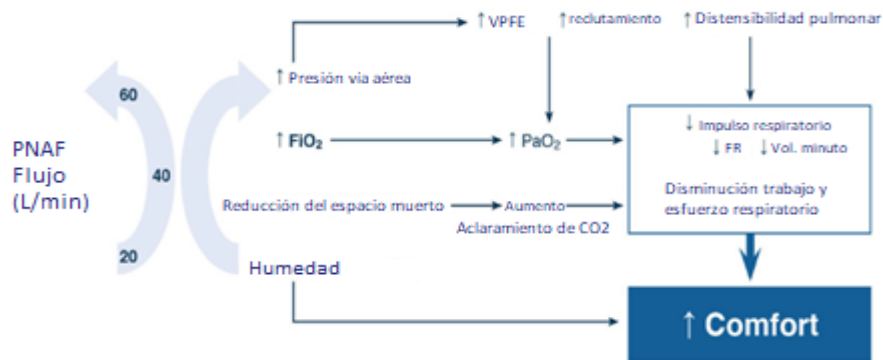 ↑ VPFE ↑ reclutamiento ↑ Distensibilidad pulmonar
↑ Presión vía aérea
60
PNAF
Flujo
(L/min)
40
20
↑ FiO₂
↑ PaO₂
↓ Impulso respiratorio
↓ FR ↓ Vol. minuto
Disminución trabajo y
esfuerzo respiratorio
Reducción del espacio muerto
Aumento
Aclaramiento de CO2
Humedad
↑ Comfort